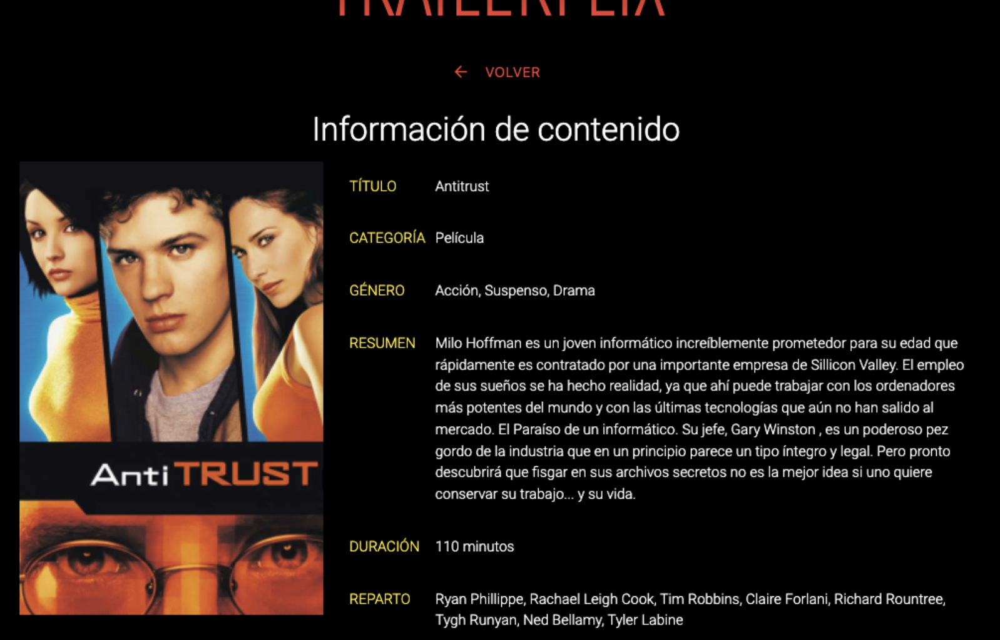 TRAILERFLIX
← VOLVER
Información de contenido
TÍTULO Antitrust
CATEGORÍA Película
GÉNERO Acción, Suspenso, Drama
RESUMEN Milo Hoffman es un joven informático increíblemente prometedor para su edad que
rápidamente es contratado por una importante empresa de Sillicon Valley. El empleo
de sus sueños se ha hecho realidad, ya que ahí puede trabajar con los ordenadores
más potentes del mundo y con las últimas tecnologías que aún no han salido al
mercado. El Paraíso de un informático. Su jefe, Gary Winston , es un poderoso pez
gordo de la industria que en un principio parece un tipo íntegro y legal. Pero pronto
descubrirá que fisgar en sus archivos secretos no es la mejor idea si uno quiere
conservar su trabajo... y su vida.
AntiTRUST
DURACIÓN 110 minutos
REPARTO Ryan Phillippe, Rachael Leigh Cook, Tim Robbins, Claire Forlani, Richard Rountree,
Tygh Runyan, Ned Bellamy, Tyler Labine